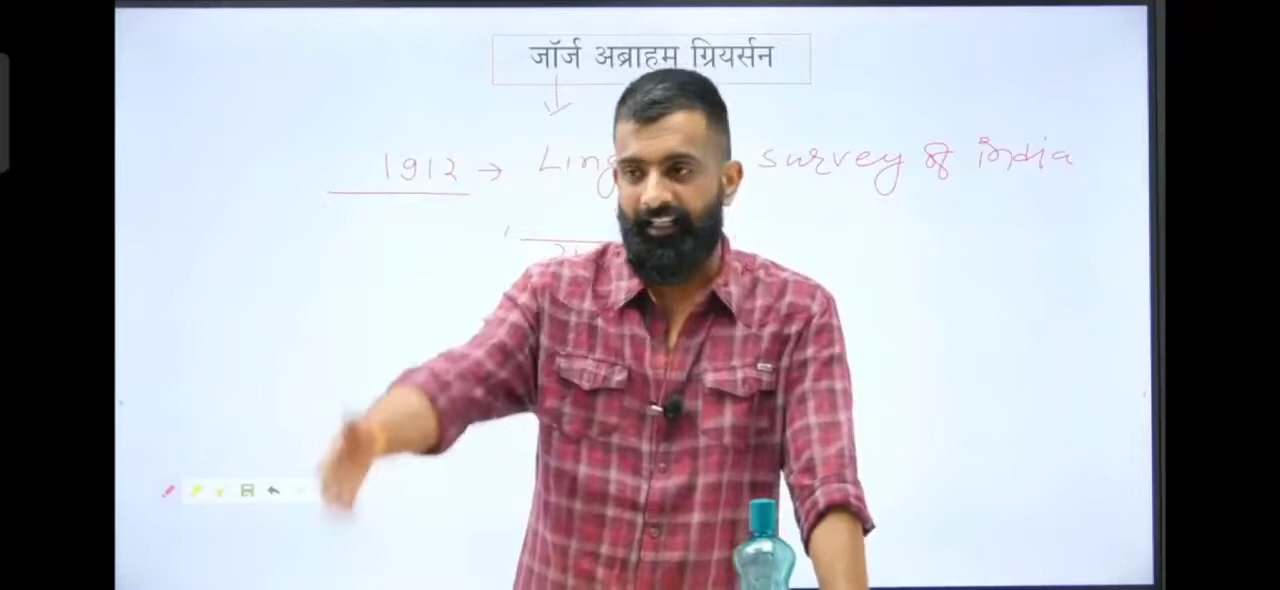 जॉर्ज अब्राहम ग्रियर्सन
1912 → survey of india